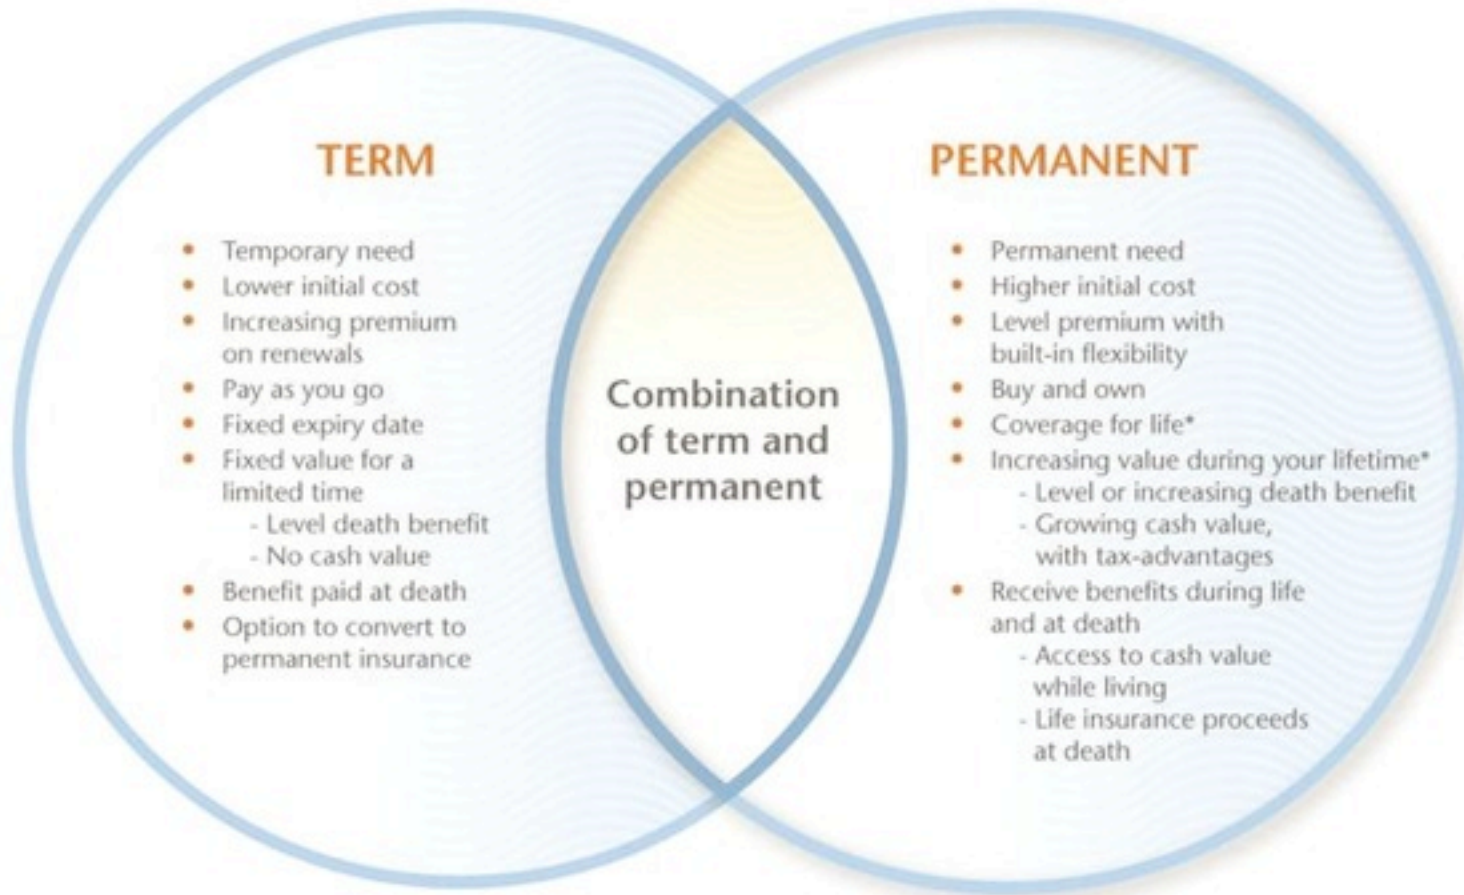 TERM
• Temporary need
• Lower initial cost
• Increasing premium
on renewals
• Pay as you go
• Fixed expiry date
• Fixed value for a
limited time
- Level death benefit
- No cash value
• Benefit paid at death
• Option to convert to
permanent insurance
Combination
of term and
permanent
PERMANENT
• Permanent need
• Higher initial cost
• Level premium with
built-in flexibility
• Buy and own
• Coverage for life*
• Increasing value during your lifetime*
- Level or increasing death benefit
- Growing cash value,
with tax-advantages
• Receive benefits during life
and at death
- Access to cash value
while living
- Life insurance proceeds
at death